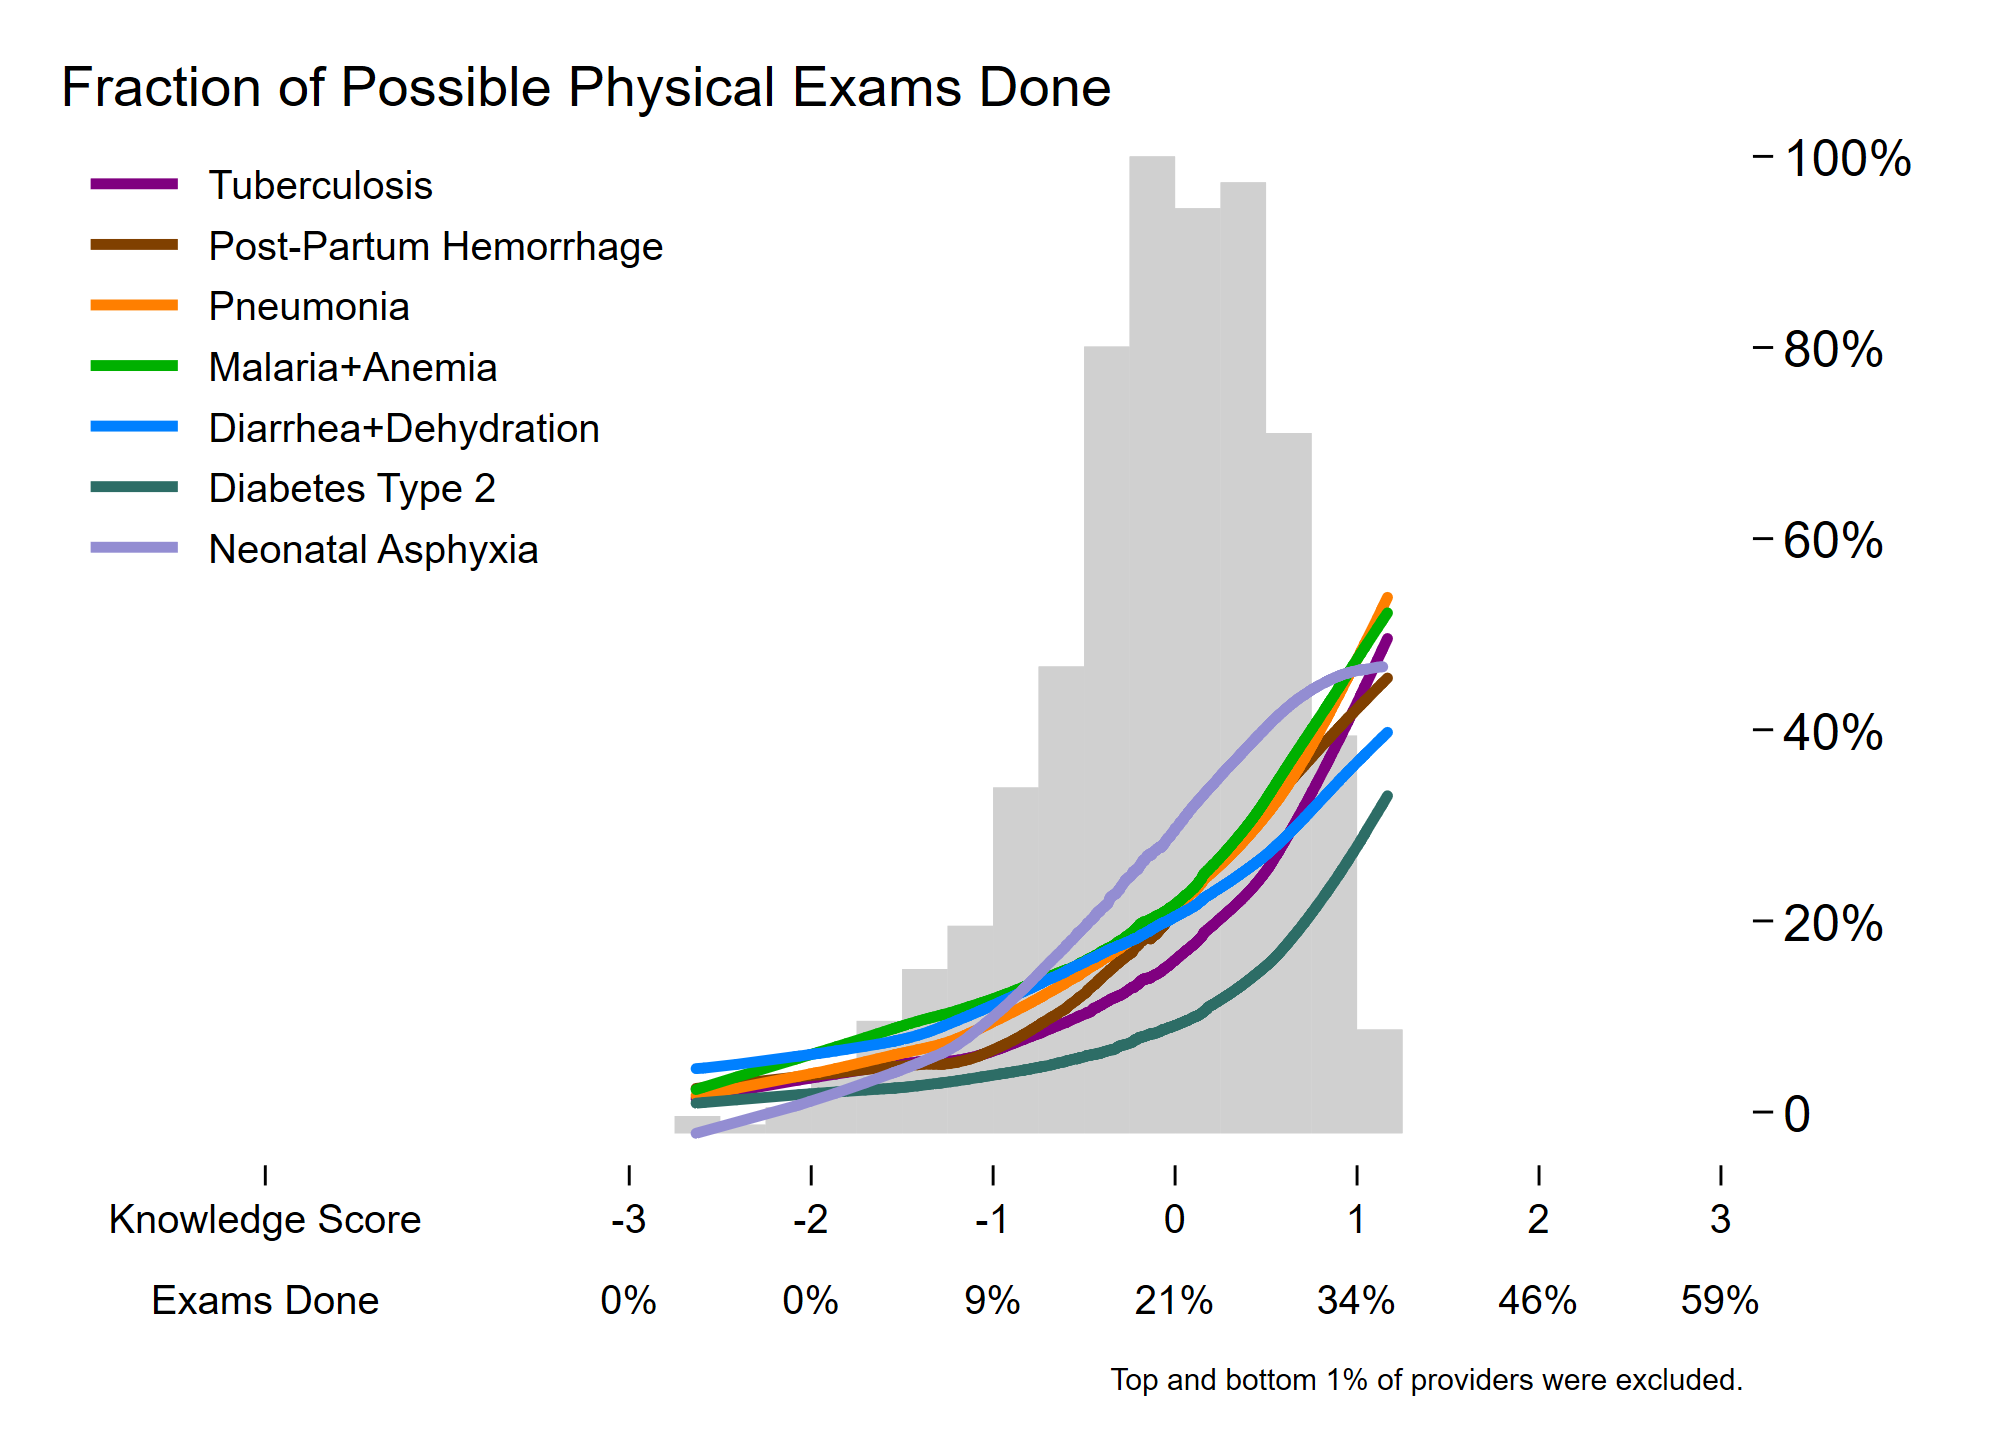 Fraction of Possible Physical Exams Done
Tuberculosis
Post-Partum Hemorrhage
Pneumonia
Malaria+Anemia
Diarrhea+Dehydration
Diabetes Type 2
Neonatal Asphyxia
100%
80%
60%
40%
20%
0
Knowledge Score -3 -2 -1 0 1 2 3
Exams Done 0% 0% 9% 21% 34% 46% 59%
Top and bottom 1% of providers were excluded.